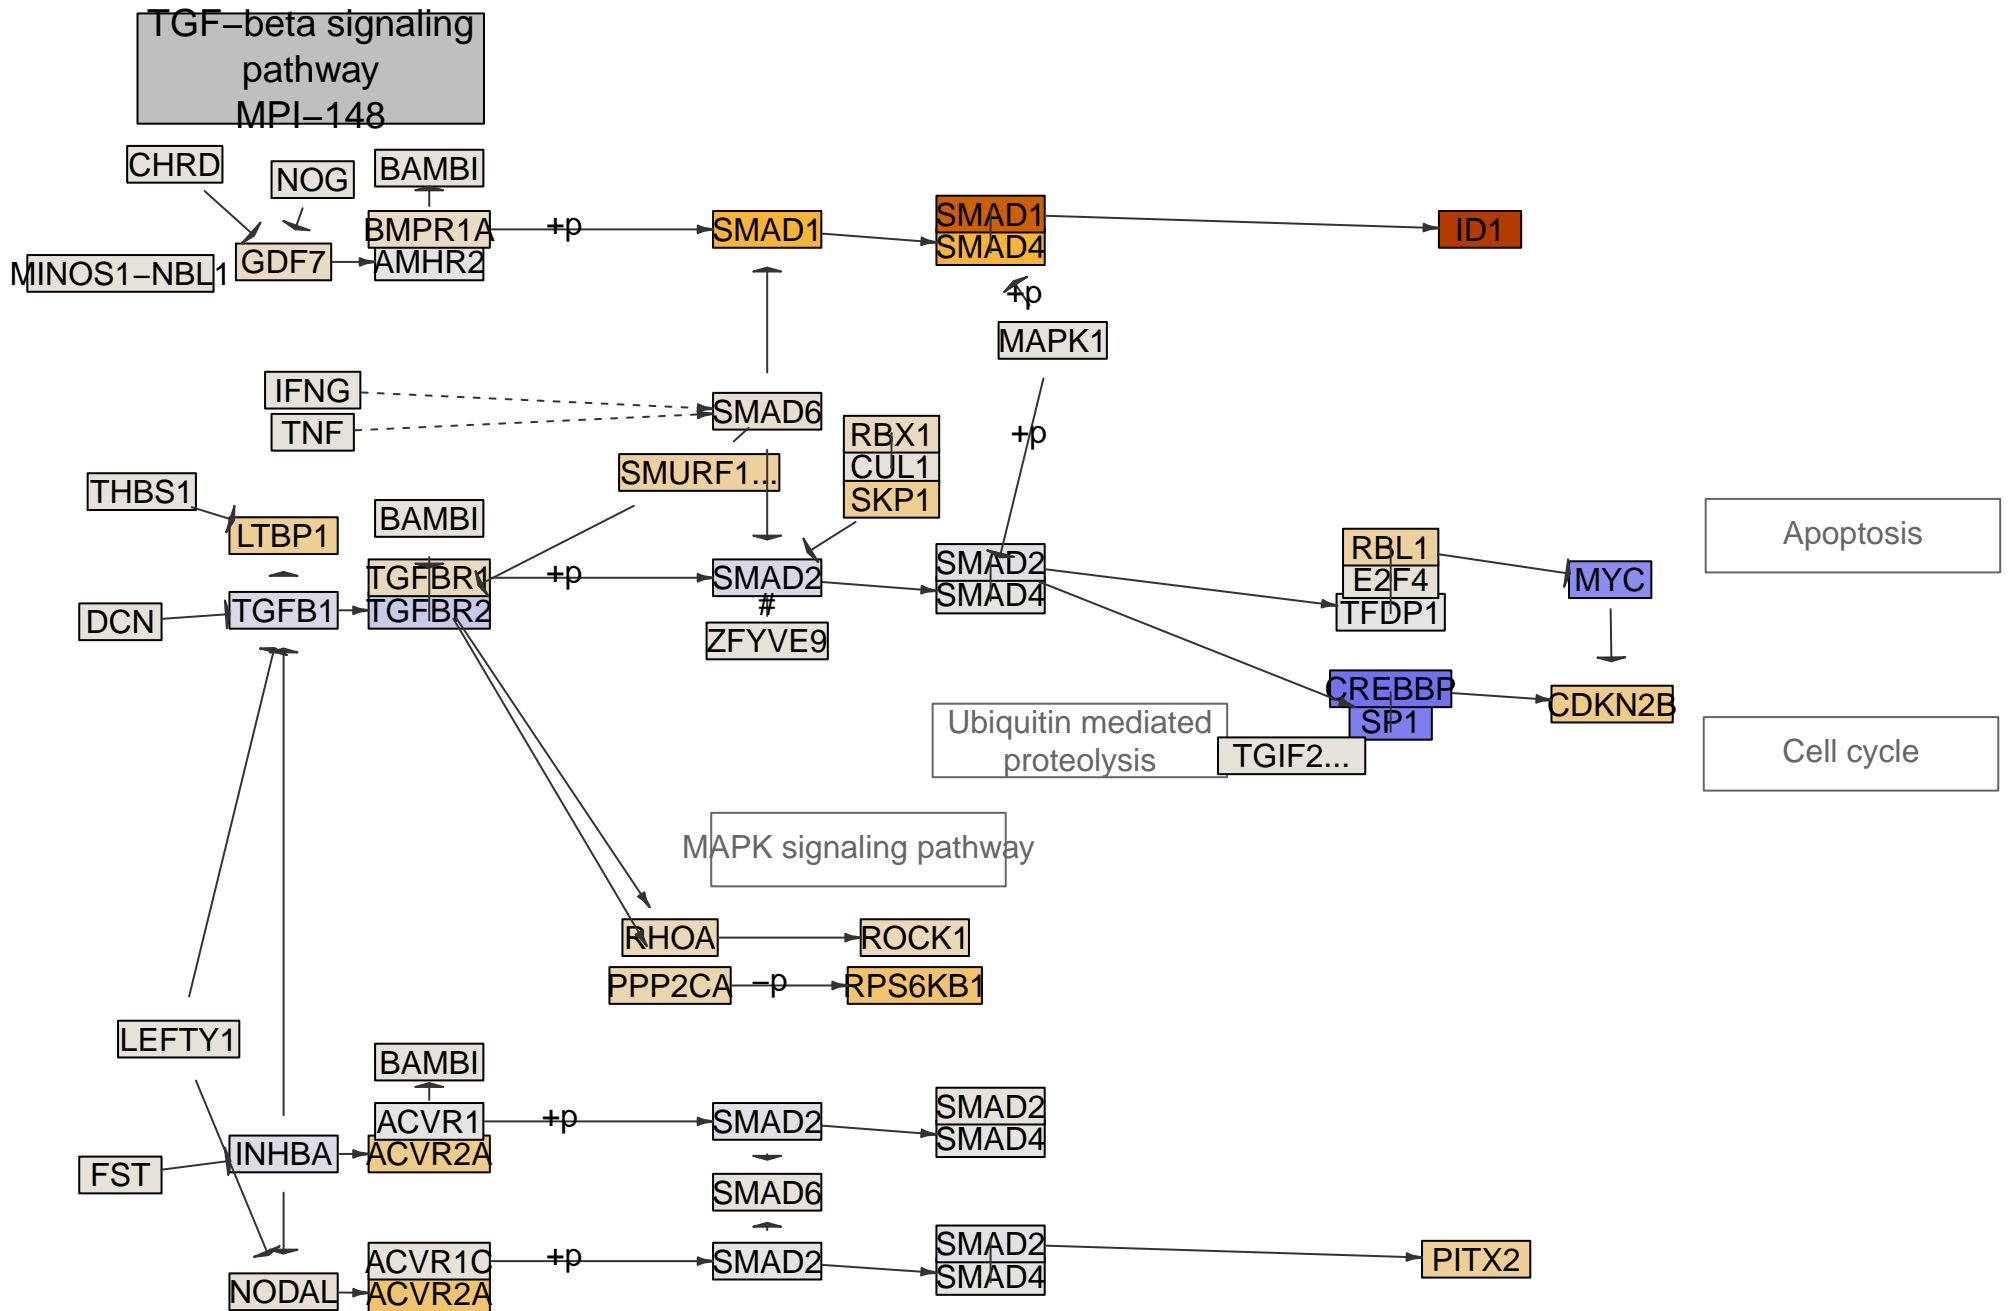 TGF−beta signaling
pathway
MPI−148
CHRD
NOG
BAMBI
BMPR1A
+p
SMAD1
SMAD1
SMAD4
ID1
MINOS1−NBL1
GDF7
AMHR2
+p
MAPK1
IFNG
TNF
SMAD6
RBX1
CUL1
SKP1
+p
SMURF1...
THBS1
LTBP1
BAMBI
Apoptosis
TGFBR1
TGFBR2
+p
SMAD2
#
ZFYVE9
SMAD2
SMAD4
RBL1
E2F4
TFDP1
MYC
DCN
TGFB1
CREBBP
SP1
TGIF2...
CDKN2B
Ubiquitin mediated
proteolysis
Cell cycle
MAPK signaling pathway
RHOA
ROCK1
PPP2CA
−p
RPS6KB1
LEFTY1
BAMBI
ACVR1
ACVR2A
+p
SMAD2
SMAD2
SMAD4
INHBA
FST
SMAD6
ACVR1C
ACVR2A
+p
SMAD2
SMAD2
SMAD4
PITX2
NODAL